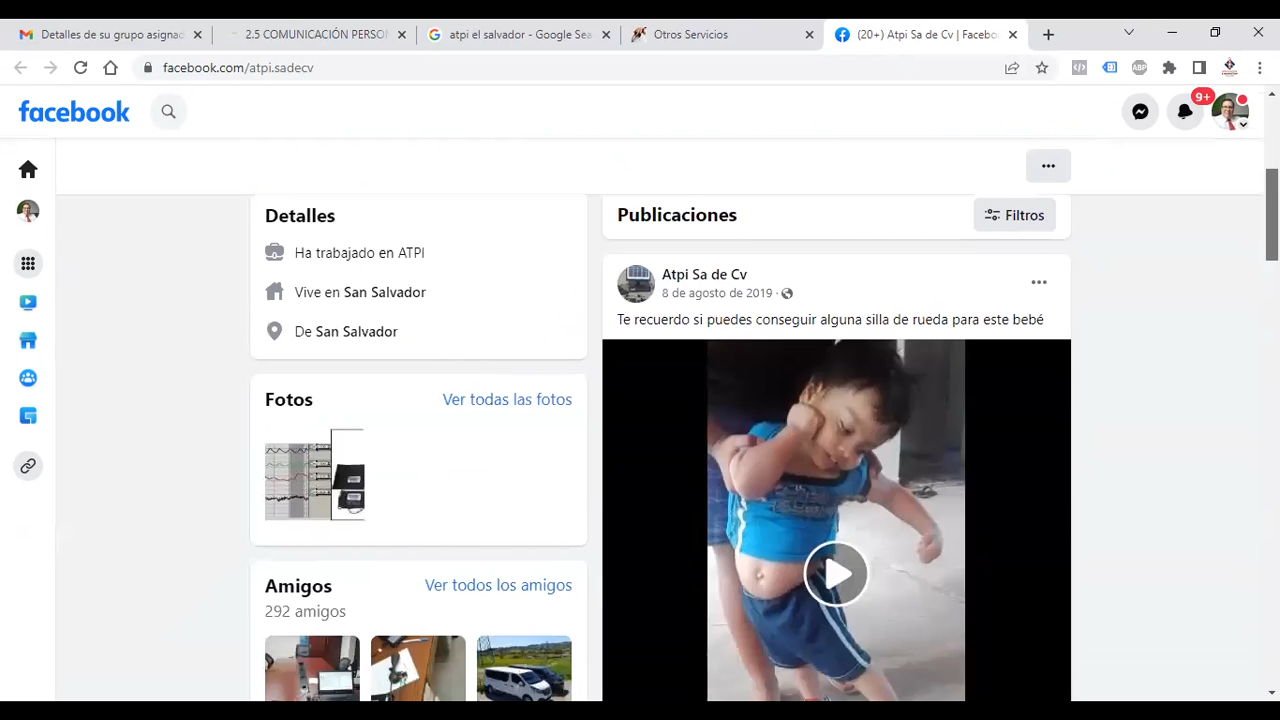 Detalles de su grupo asignad
2.5 COMUNICACIÓN PERSON
atpi el salvador - Google Sea
Otros Servicios
(20+) Atpi Sa de Cv | Facebo
facebook.com/atpi.sadecv
ABP
facebook
9+
Detalles
Ha trabajado en ATPI
Vive en San Salvador
De San Salvador
Fotos
Ver todas las fotos
Amigos
Ver todos los amigos
292 amigos
Publicaciones
Filtros
Atpi Sa de Cv
8 de agosto de 2019 ·
Te recuerdo si puedes conseguir alguna silla de rueda para este bebé